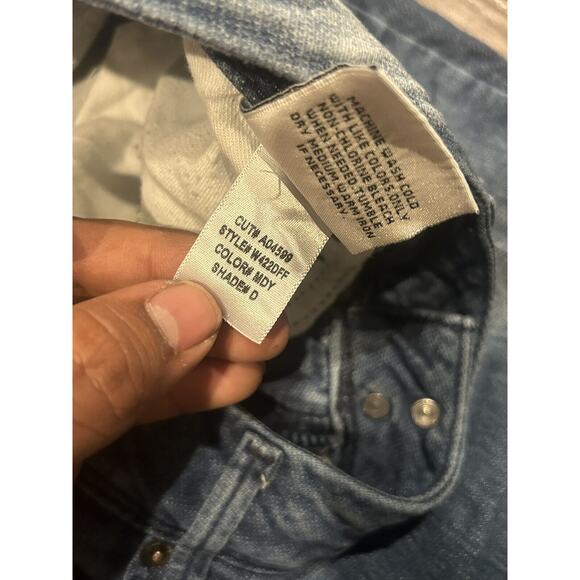 MACHINE WASH COLD
WITH LIKE COLORS ONLY
NON-CHLORINE BLEACH
WHEN NEEDED. TUMBLE
DRY MEDIUM. WARM IRON
IF NECESSARY.
CUT# A04599
STYLE# W422DFF
COLOR# MDY
SHADE# D